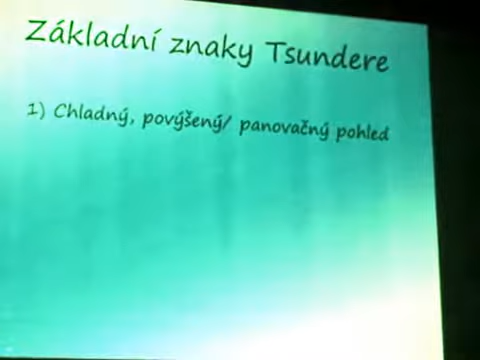 Základní znaky Tsundere
1) Chladný, povýšený/ panovačný pohled